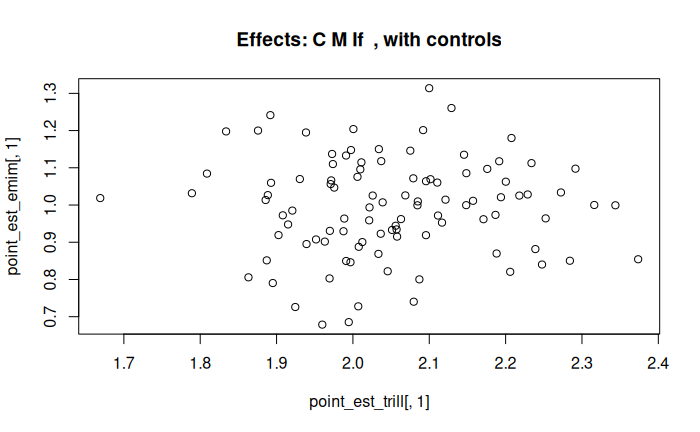 Effects: C M If  , with controls
point_est_emim[, 1]
1.3
1.2
1.1
1.0
0.9
0.8
0.7
1.7 1.8 1.9 2.0 2.1 2.2 2.3 2.4
point_est_trill[, 1]